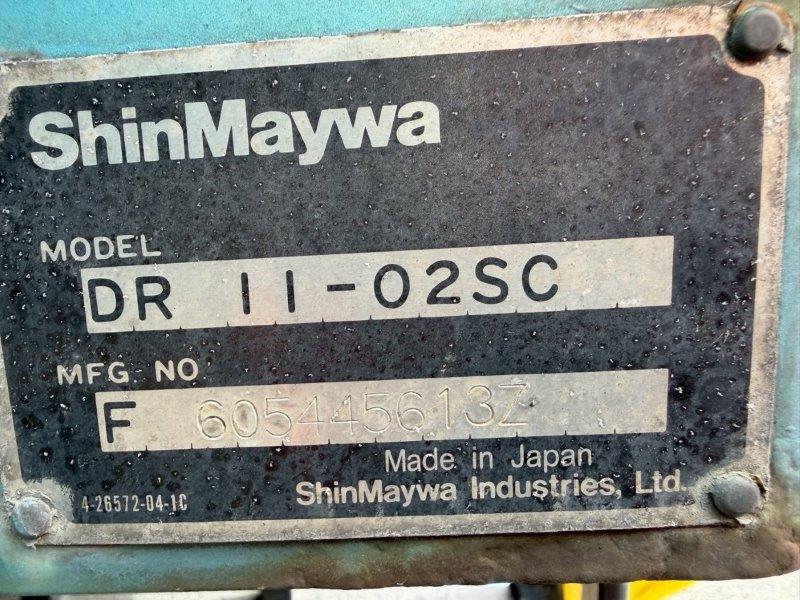 ShinMaywa
MODEL
DR 11-02SC
MFG NO
F 605445613Z
Made in Japan
4-26572-04-1C
ShinMaywa Industries, Ltd.